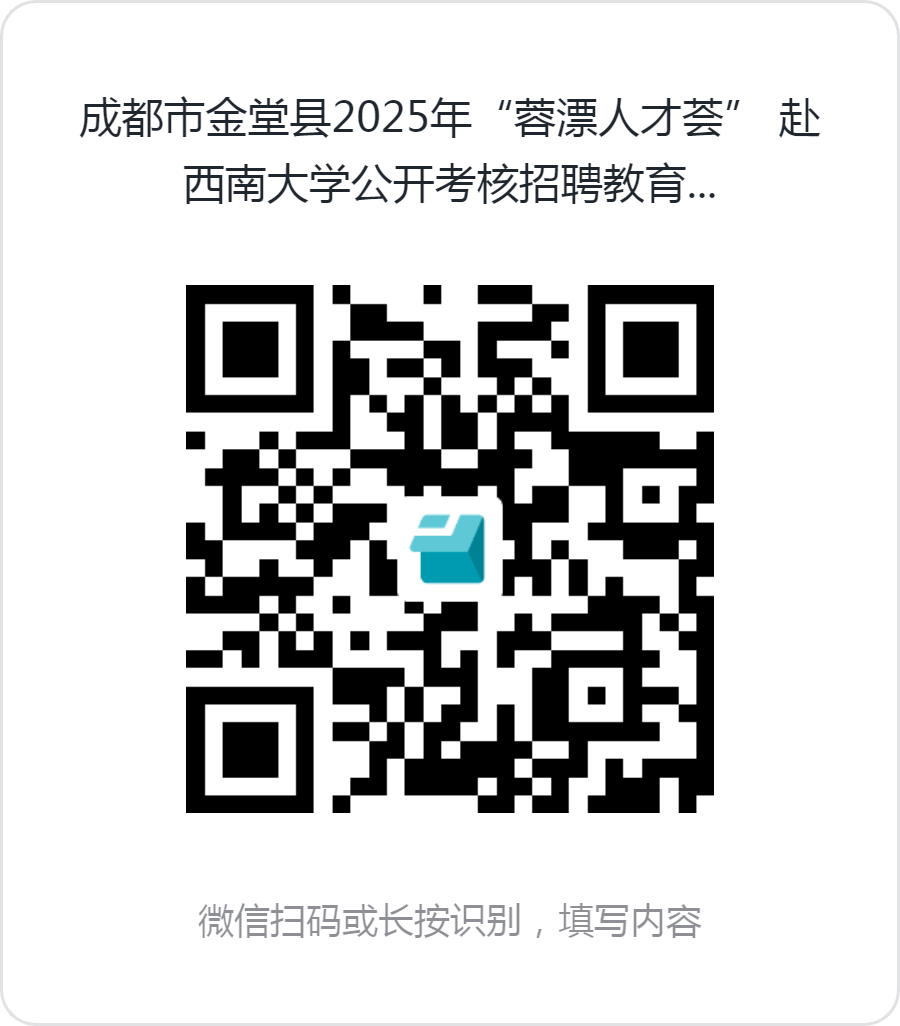 成都市金堂县2025年“蓉漂人才荟” 赴
西南大学公开考核招聘教育...
微信扫码或长按识别，填写内容